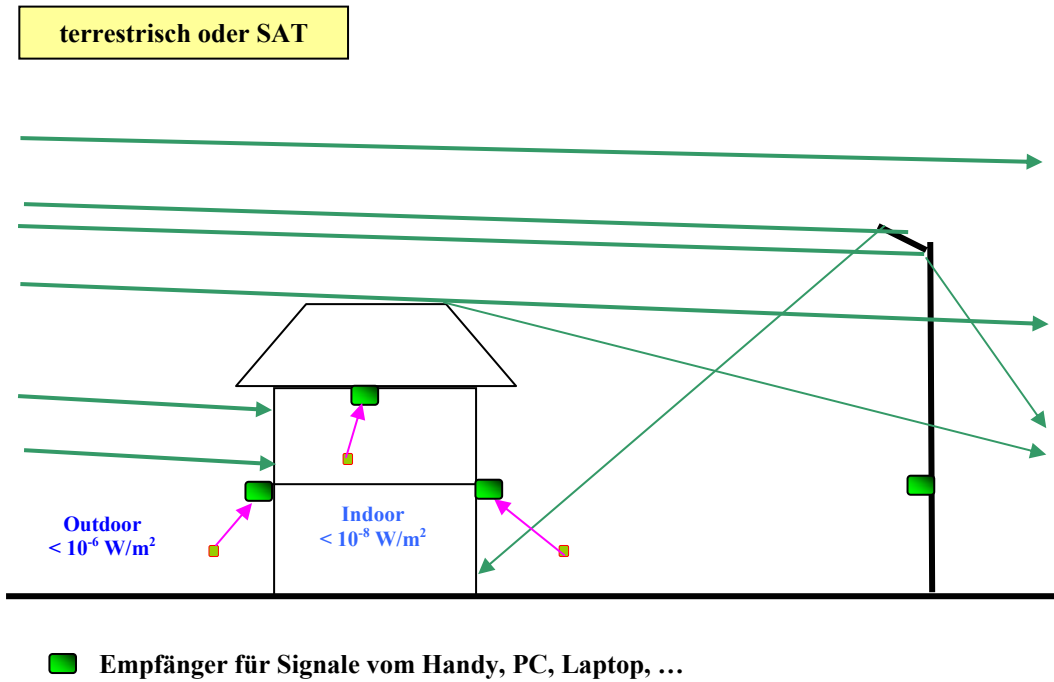 terrestrisch oder SAT
Outdoor
< 10⁻⁶ W/m²
Indoor
< 10⁻⁸ W/m²
Empfänger für Signale vom Handy, PC, Laptop, …